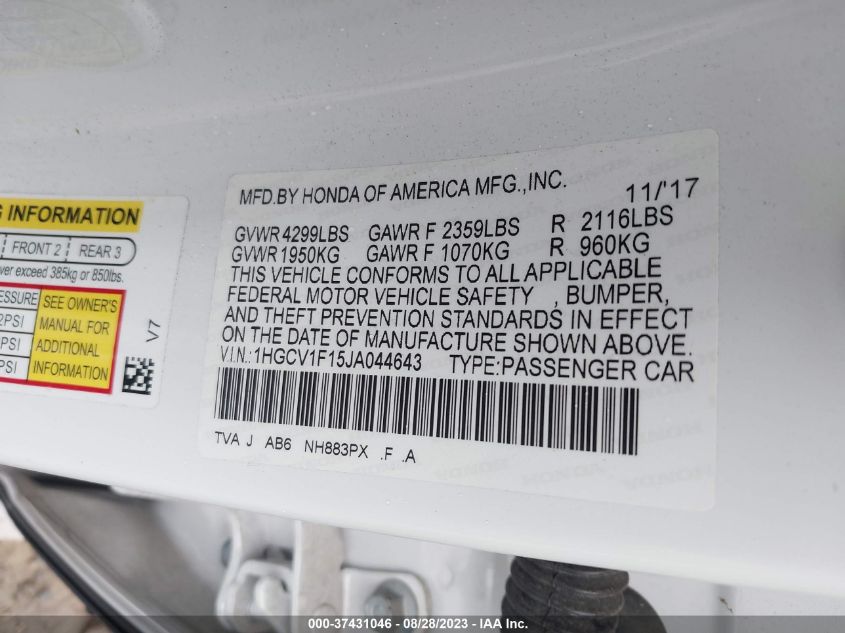 MFD.BY HONDA OF AMERICA MFG.,INC. 11/'17
GVWR 4299LBS GAWR F 2359LBS R 2116LBS
GVWR 1950KG GAWR F 1070KG R 960KG
THIS VEHICLE CONFORMS TO ALL APPLICABLE
FEDERAL MOTOR VEHICLE SAFETY , BUMPER,
AND THEFT PREVENTION STANDARDS IN EFFECT
ON THE DATE OF MANUFACTURE SHOWN ABOVE.
V.I.N.:1HGCV1F15JA044643 TYPE:PASSENGER CAR
TVA J AB6 NH883PX .F .A
INFORMATION
FRONT 2 REAR 3
exceed 385kg or 850lbs.
SEE OWNER'S
MANUAL FOR
ADDITIONAL
INFORMATION
V7
000-37431046 - 08/28/2023 - IAA Inc.